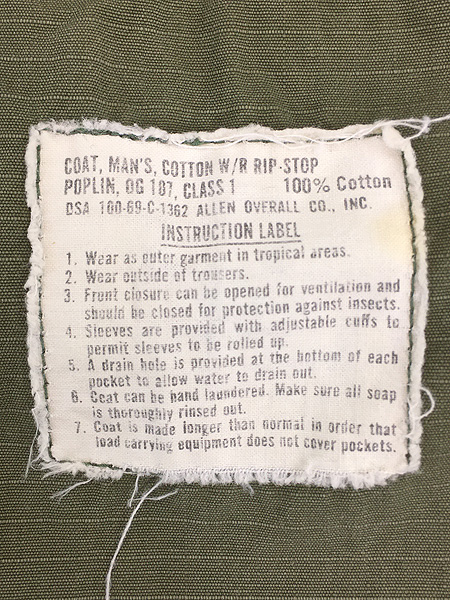 COAT, MAN'S, COTTON W/R RIP-STOP
POPLIN, OG 107, CLASS 1 100% Cotton
DSA 100-69-C-1362 ALLEN OVERALL CO., INC.
INSTRUCTION LABEL
1. Wear as outer garment in tropical areas.
2. Wear outside of trousers.
3. Front closure can be opened for ventilation and
should be closed for protection against insects.
4. Sleeves are provided with adjustable cuffs to
permit sleeves to be rolled up.
5. A drain hole is provided at the bottom of each
pocket to allow water to drain out.
6. Coat can be hand laundered. Make sure all soap
is thoroughly rinsed out.
7. Coat is made longer than normal in order that
load carrying equipment does not cover pockets.